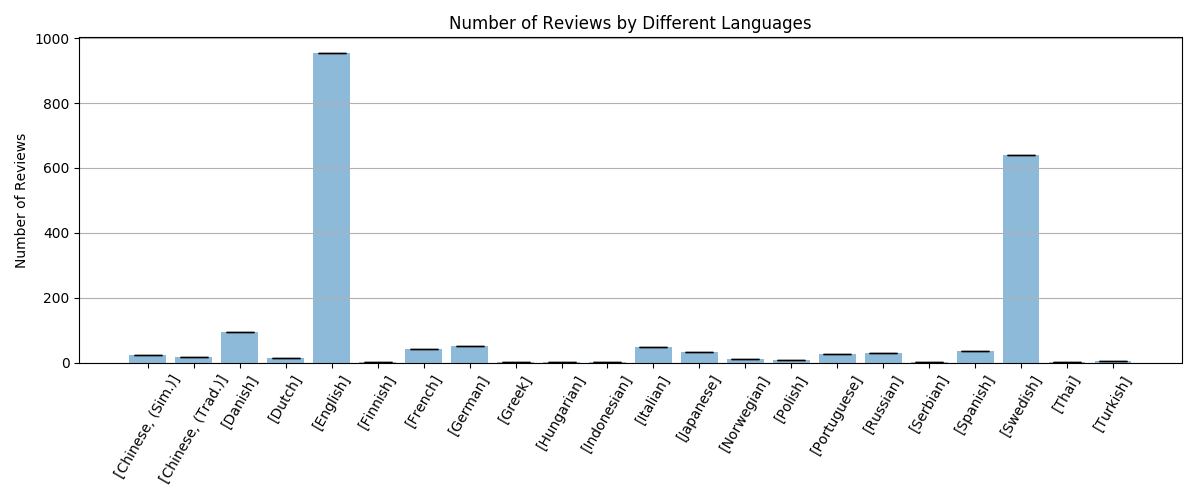 Number of Reviews by Different Languages
Number of Reviews
1000
800
600
400
200
0
[Chinese, (Sim.)]
[Chinese, (Trad.)]
[Danish]
[Dutch]
[English]
[Finnish]
[French]
[German]
[Greek]
[Hungarian]
[Indonesian]
[Italian]
[Japanese]
[Norwegian]
[Polish]
[Portuguese]
[Russian]
[Serbian]
[Spanish]
[Swedish]
[Thai]
[Turkish]